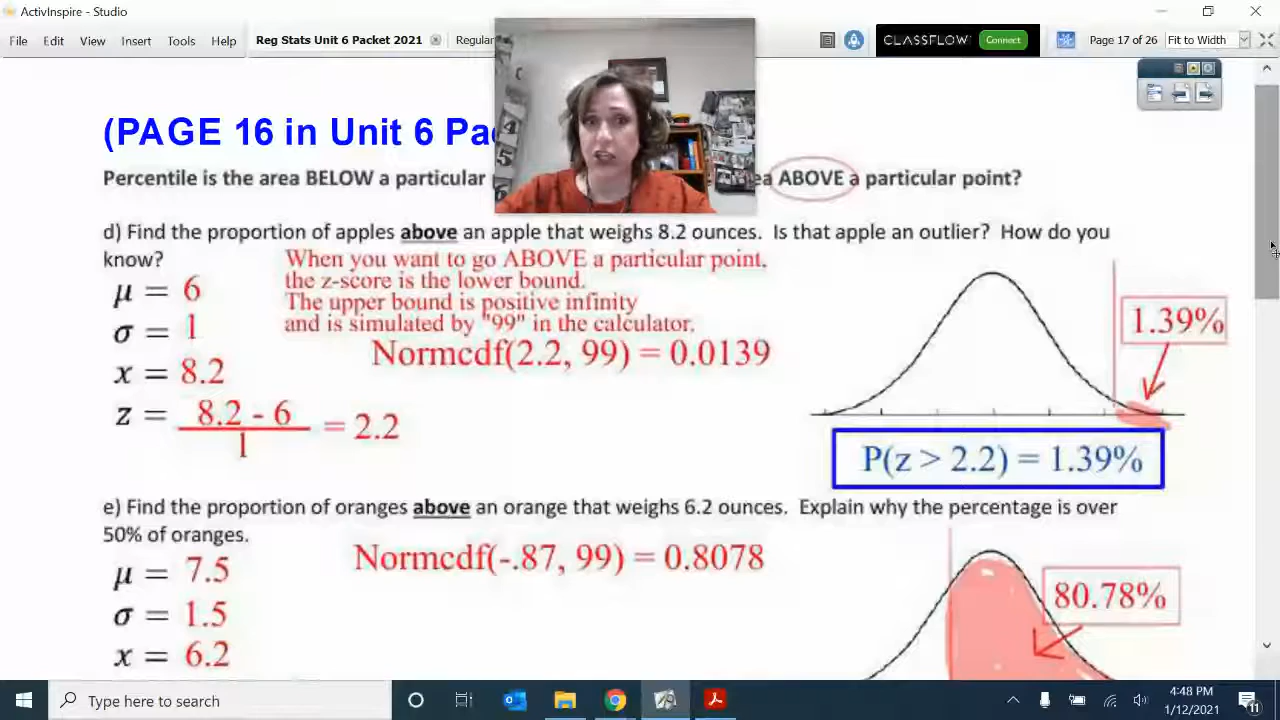 ActivInspire - Studio
File Edit View Insert Tools Help
Reg Stats Unit 6 Packet 2021
Regular
CLASSFLOW Connect
Page 17 of 26
Fit to Width
(PAGE 16 in Unit 6
Percentile is the area BELOW a particular
ABOVE a particular point?
d) Find the proportion of apples above an apple that weighs 8.2 ounces. Is that apple an outlier? How do you
know?
When you want to go ABOVE a particular point,
the z-score is the lower bound.
The upper bound is positive infinity
and is simulated by "99" in the calculator.
μ = 6
σ = 1
x = 8.2
z = 8.2 - 6 / 1 = 2.2
Normcdf(2.2, 99) = 0.0139
1.39%
P(z > 2.2) = 1.39%
e) Find the proportion of oranges above an orange that weighs 6.2 ounces. Explain why the percentage is over
50% of oranges.
Normcdf(-.87, 99) = 0.8078
μ = 7.5
σ = 1.5
x = 6.2
80.78%
Type here to search
4:48 PM
1/12/2021
11